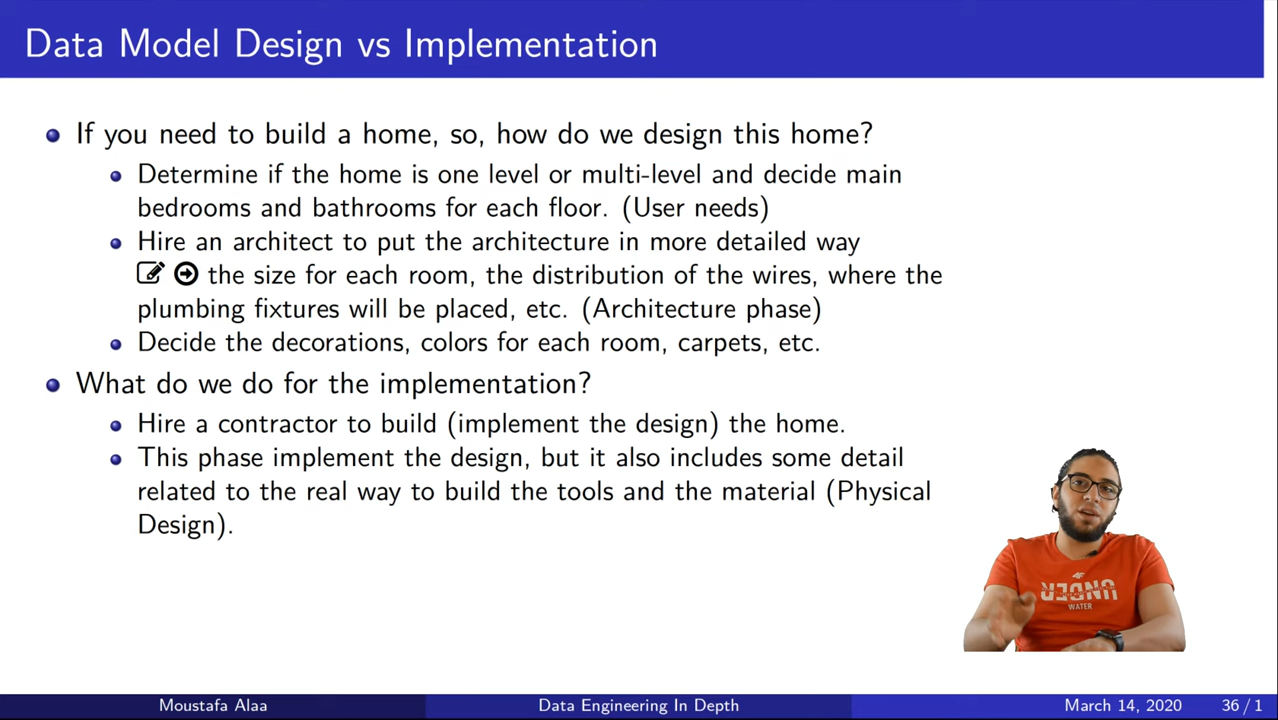 Data Model Design vs Implementation
If you need to build a home, so, how do we design this home?
Determine if the home is one level or multi-level and decide main
bedrooms and bathrooms for each floor. (User needs)
Hire an architect to put the architecture in more detailed way
the size for each room, the distribution of the wires, where the
plumbing fixtures will be placed, etc. (Architecture phase)
Decide the decorations, colors for each room, carpets, etc.
What do we do for the implementation?
Hire a contractor to build (implement the design) the home.
This phase implement the design, but it also includes some detail
related to the real way to build the tools and the material (Physical
Design).
UNDER
WATER
Moustafa Alaa
Data Engineering In Depth
March 14, 2020
36 / 1